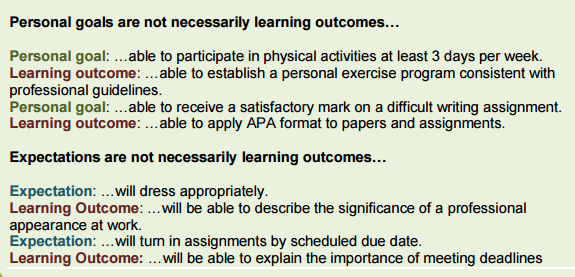 Personal goals are not necessarily learning outcomes…
Personal goal: …able to participate in physical activities at least 3 days per week.
Learning outcome: …able to establish a personal exercise program consistent with
professional guidelines.
Personal goal: …able to receive a satisfactory mark on a difficult writing assignment.
Learning outcome: …able to apply APA format to papers and assignments.
Expectations are not necessarily learning outcomes…
Expectation: …will dress appropriately.
Learning Outcome: …will be able to describe the significance of a professional
appearance at work.
Expectation: …will turn in assignments by scheduled due date.
Learning Outcome: …will be able to explain the importance of meeting deadlines